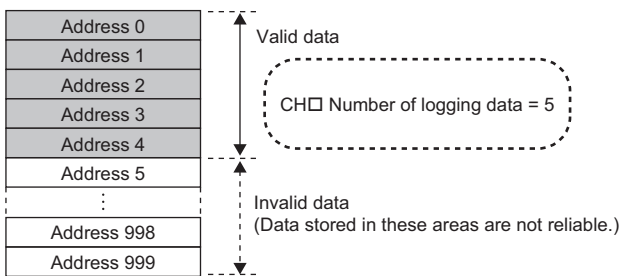 Address 0
Address 1
Address 2
Address 3
Address 4
Address 5
⋮
Address 998
Address 999
Valid data
CH□ Number of logging data = 5
Invalid data
(Data stored in these areas are not reliable.)